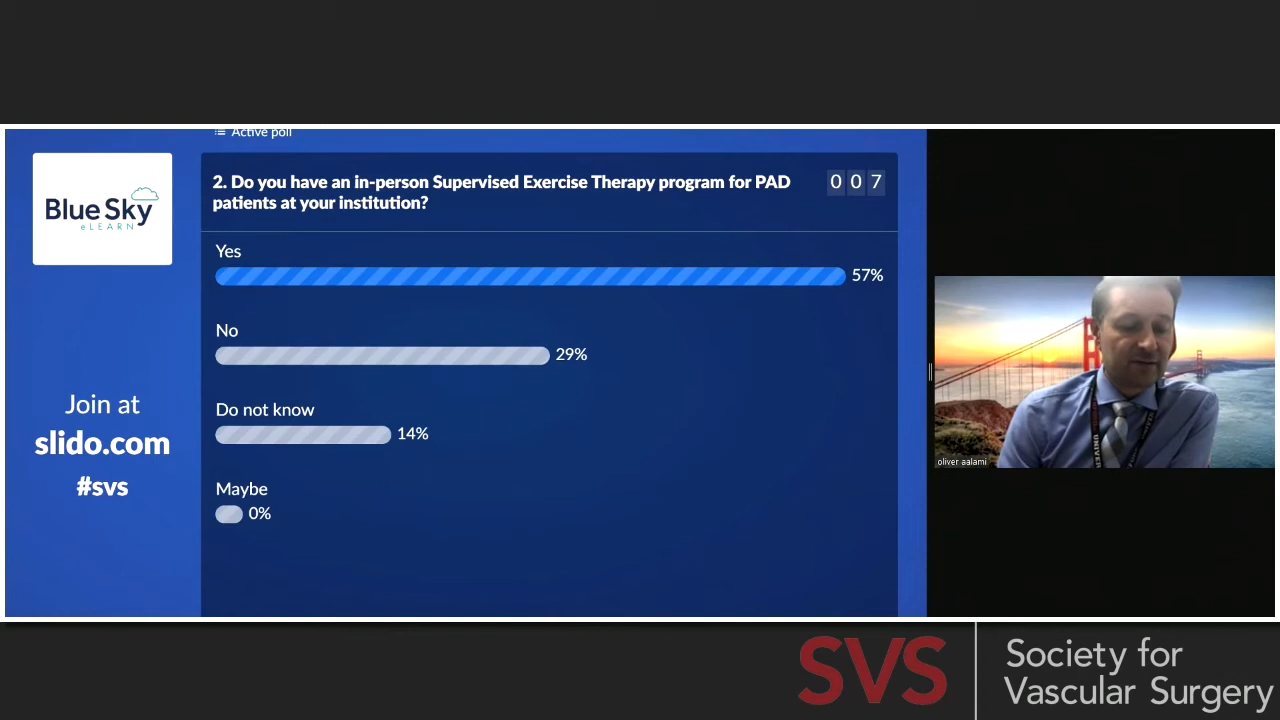 Active poll
Blue Sky
eLEARN
2. Do you have an in-person Supervised Exercise Therapy program for PAD
patients at your institution?
0 0 7
Yes
57%
No
29%
Do not know
14%
Maybe
0%
Join at
slido.com
#svs
oliver aalami
UNIVER
SVS
Society for
Vascular Surgery